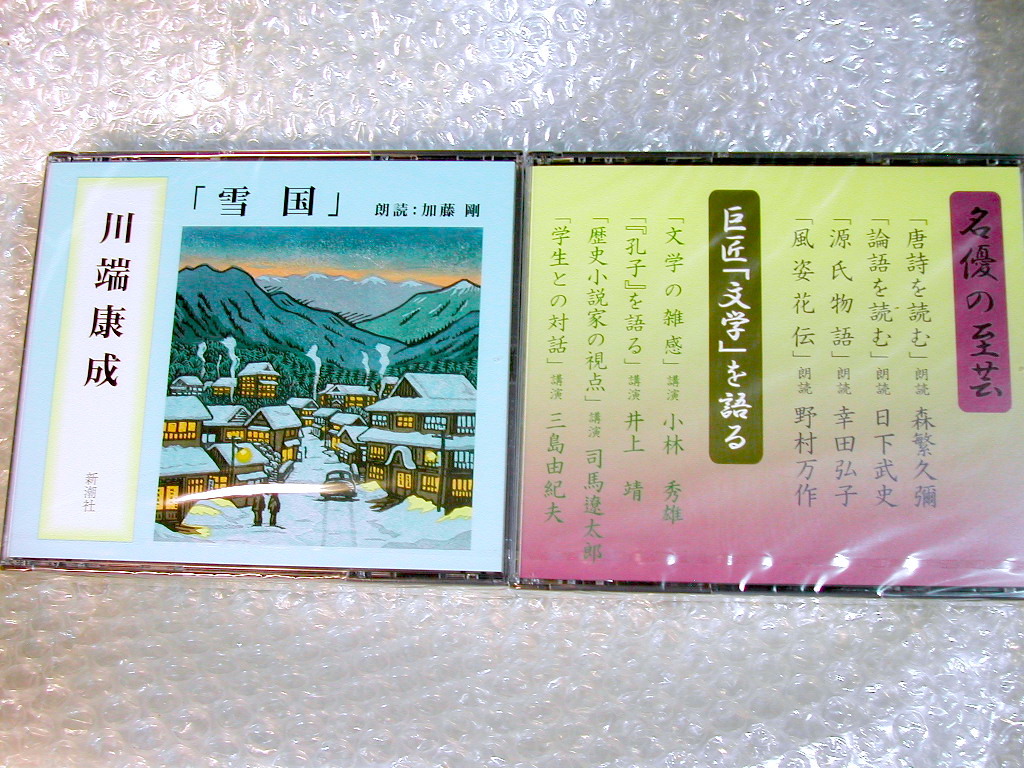 「雪国」
朗読：加藤 剛
川端康成
新潮社
名優の至芸
「唐詩を読む」朗読 森繁久彌
「論語を読む」朗読 日下武史
「源氏物語」朗読 幸田弘子
「風姿花伝」朗読 野村万作
巨匠「文学」を語る
「文学の雑感」講演 小林 秀雄
「『孔子』を語る」講演 井上 靖
「歴史小説家の視点」講演 司馬遼太郎
「学生との対話」講演 三島由紀夫